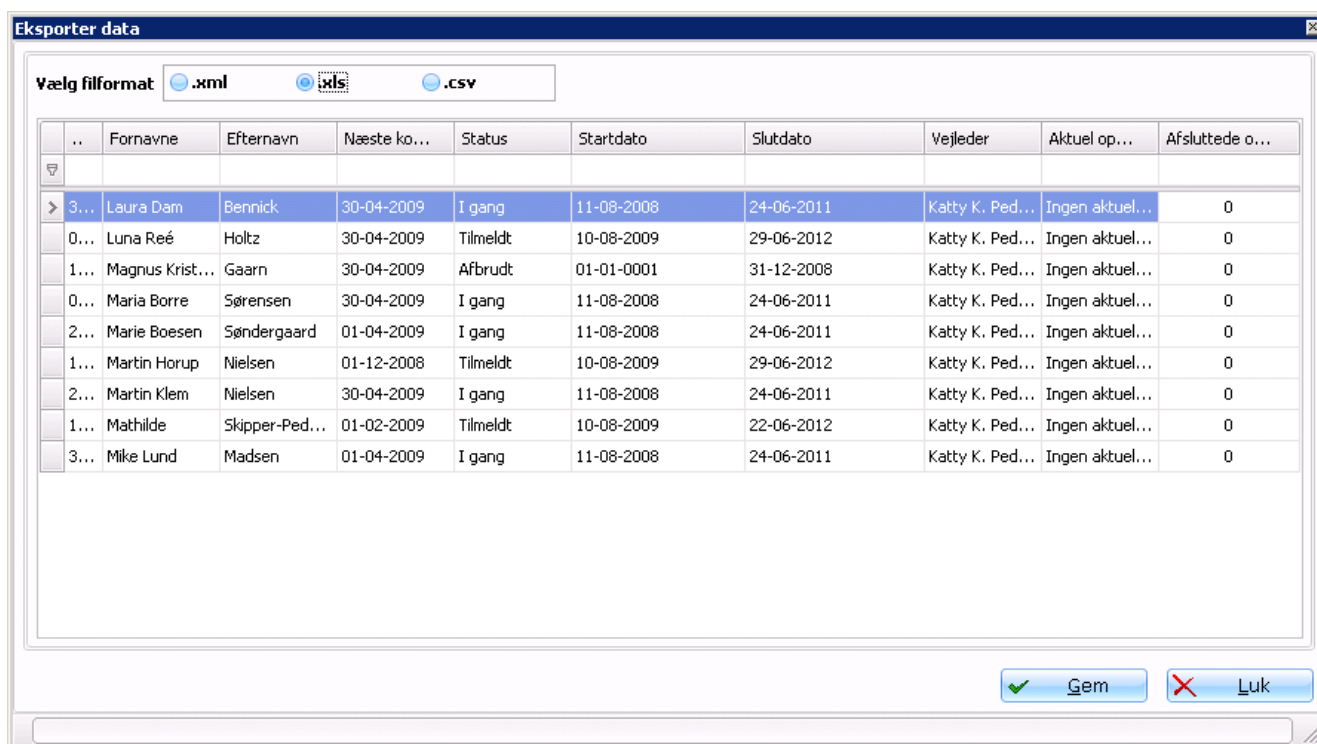 Eksporter data
Vælg filformat .xml .xls .csv
.. Fornavne Efternavn Næste ko... Status Startdato Slutdato Vejleder Aktuel op... Afsluttede o...
3... Laura Dam Bennick 30-04-2009 I gang 11-08-2008 24-06-2011 Katty K. Ped... Ingen aktuel... 0
0... Luna Reé Holtz 30-04-2009 Tilmeldt 10-08-2009 29-06-2012 Katty K. Ped... Ingen aktuel... 0
1... Magnus Krist... Gaarn 30-04-2009 Afbrudt 01-01-0001 31-12-2008 Katty K. Ped... Ingen aktuel... 0
0... Maria Borre Sørensen 30-04-2009 I gang 11-08-2008 24-06-2011 Katty K. Ped... Ingen aktuel... 0
2... Marie Boesen Søndergaard 01-04-2009 I gang 11-08-2008 24-06-2011 Katty K. Ped... Ingen aktuel... 0
1... Martin Horup Nielsen 01-12-2008 Tilmeldt 10-08-2009 29-06-2012 Katty K. Ped... Ingen aktuel... 0
2... Martin Klem Nielsen 30-04-2009 I gang 11-08-2008 24-06-2011 Katty K. Ped... Ingen aktuel... 0
1... Mathilde Skipper-Ped... 01-02-2009 Tilmeldt 10-08-2009 22-06-2012 Katty K. Ped... Ingen aktuel... 0
3... Mike Lund Madsen 01-04-2009 I gang 11-08-2008 24-06-2011 Katty K. Ped... Ingen aktuel... 0
Gem Luk